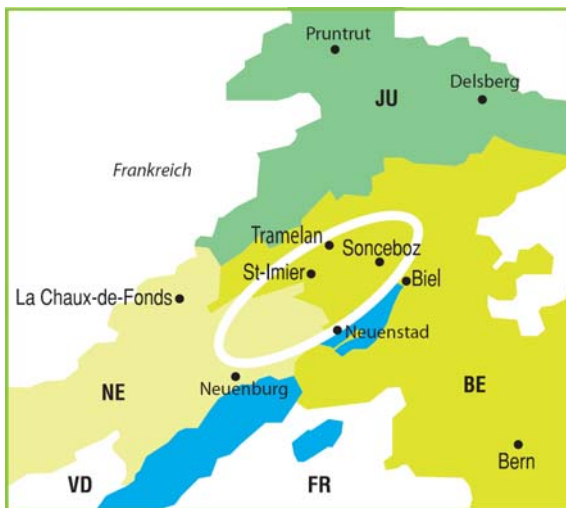 Pruntrut
Delsberg
JU
Frankreich
Tramelan
Sonceboz
St-Imier
Biel
La Chaux-de-Fonds
Neuenstad
NE
Neuenburg
BE
Bern
VD
FR